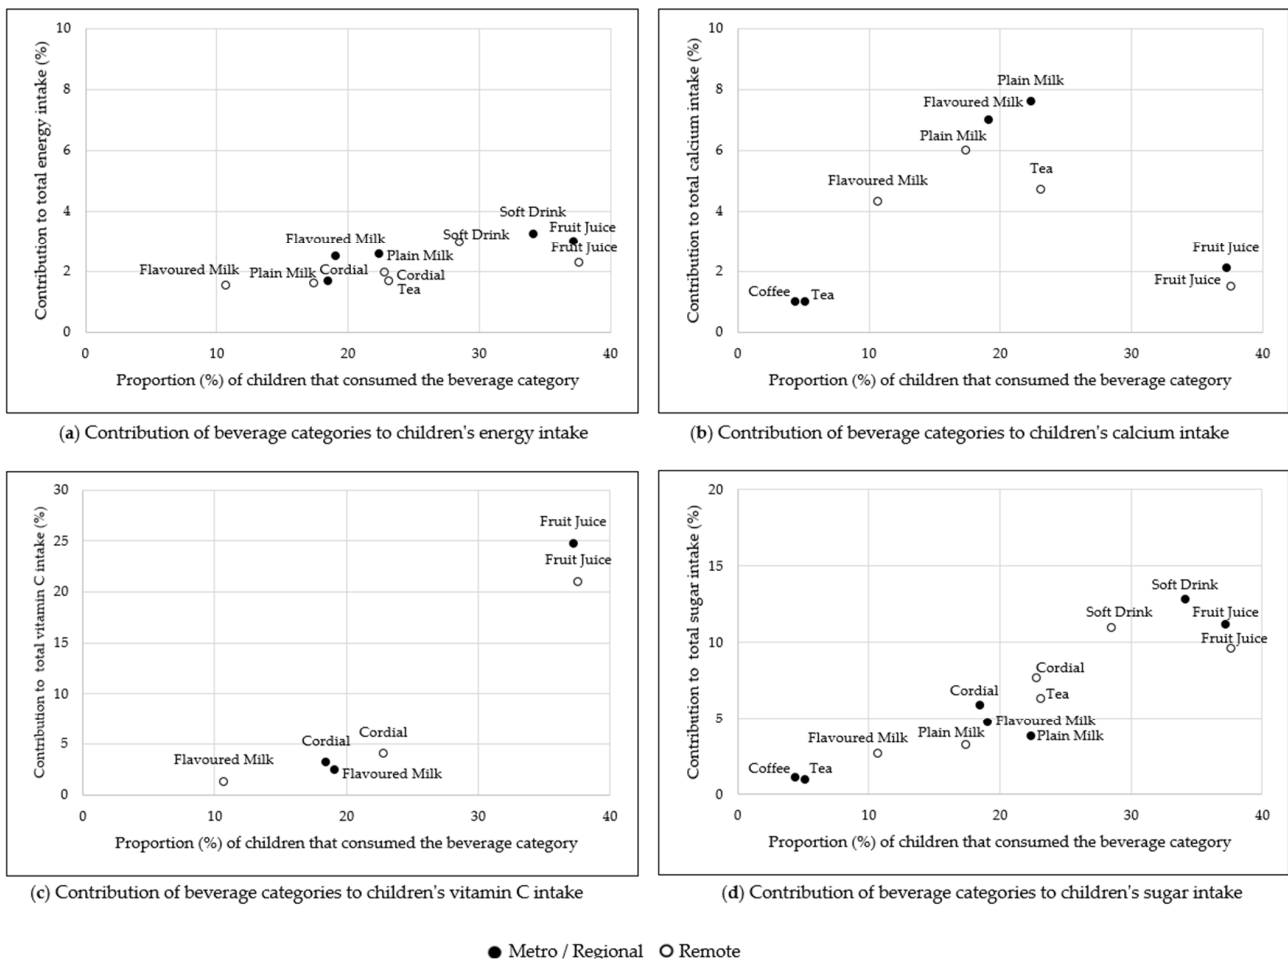 10
8
6
4
2
0
Contribution to total energy intake (%)
Soft Drink
Fruit Juice
Soft Drink
Fruit Juice
Flavoured Milk
Plain Milk
Flavoured Milk
Plain Milk
Cordial
Cordial
Tea
0
20
30
40
Proportion (%) of children that consumed the beverage category
(a) Contribution of beverage categories to children's energy intake
10
8
6
4
2
0
Contribution to total calcium intake (%)
Plain Milk
Flavoured Milk
Plain Milk
Tea
Flavoured Milk
Fruit Juice
Fruit Juice
Coffee
Tea
0
10
20
30
40
Proportion (%) of children that consumed the beverage category
(b) Contribution of beverage categories to children's calcium intake
30
25
20
15
10
5
0
Contribution to total vitamin C intake (%)
Fruit Juice
Fruit Juice
Cordial
Cordial
Flavoured Milk
Flavoured Milk
0
10
20
30
40
Proportion (%) of children that consumed the beverage category
(c) Contribution of beverage categories to children's vitamin C intake
20
15
10
5
0
Contribution to total sugar intake (%)
Soft Drink
Soft Drink
Fruit Juice
Fruit Juice
Cordial
Tea
Cordial
Flavoured Milk
Plain Milk
Plain Milk
Flavoured Milk
Coffee
Tea
0
10
20
30
40
Proportion (%) of children that consumed the beverage category
(d) Contribution of beverage categories to children's sugar intake
Metro / Regional
Remote